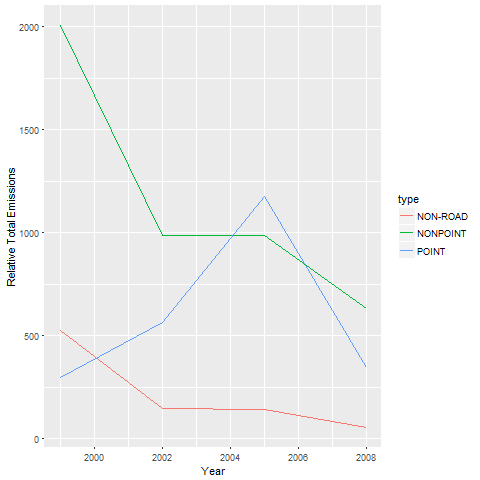 2000
1500
1000
500
0
Relative Total Emissions
2000 2002 2004 2006 2008
Year
type
NON-ROAD
NONPOINT
POINT